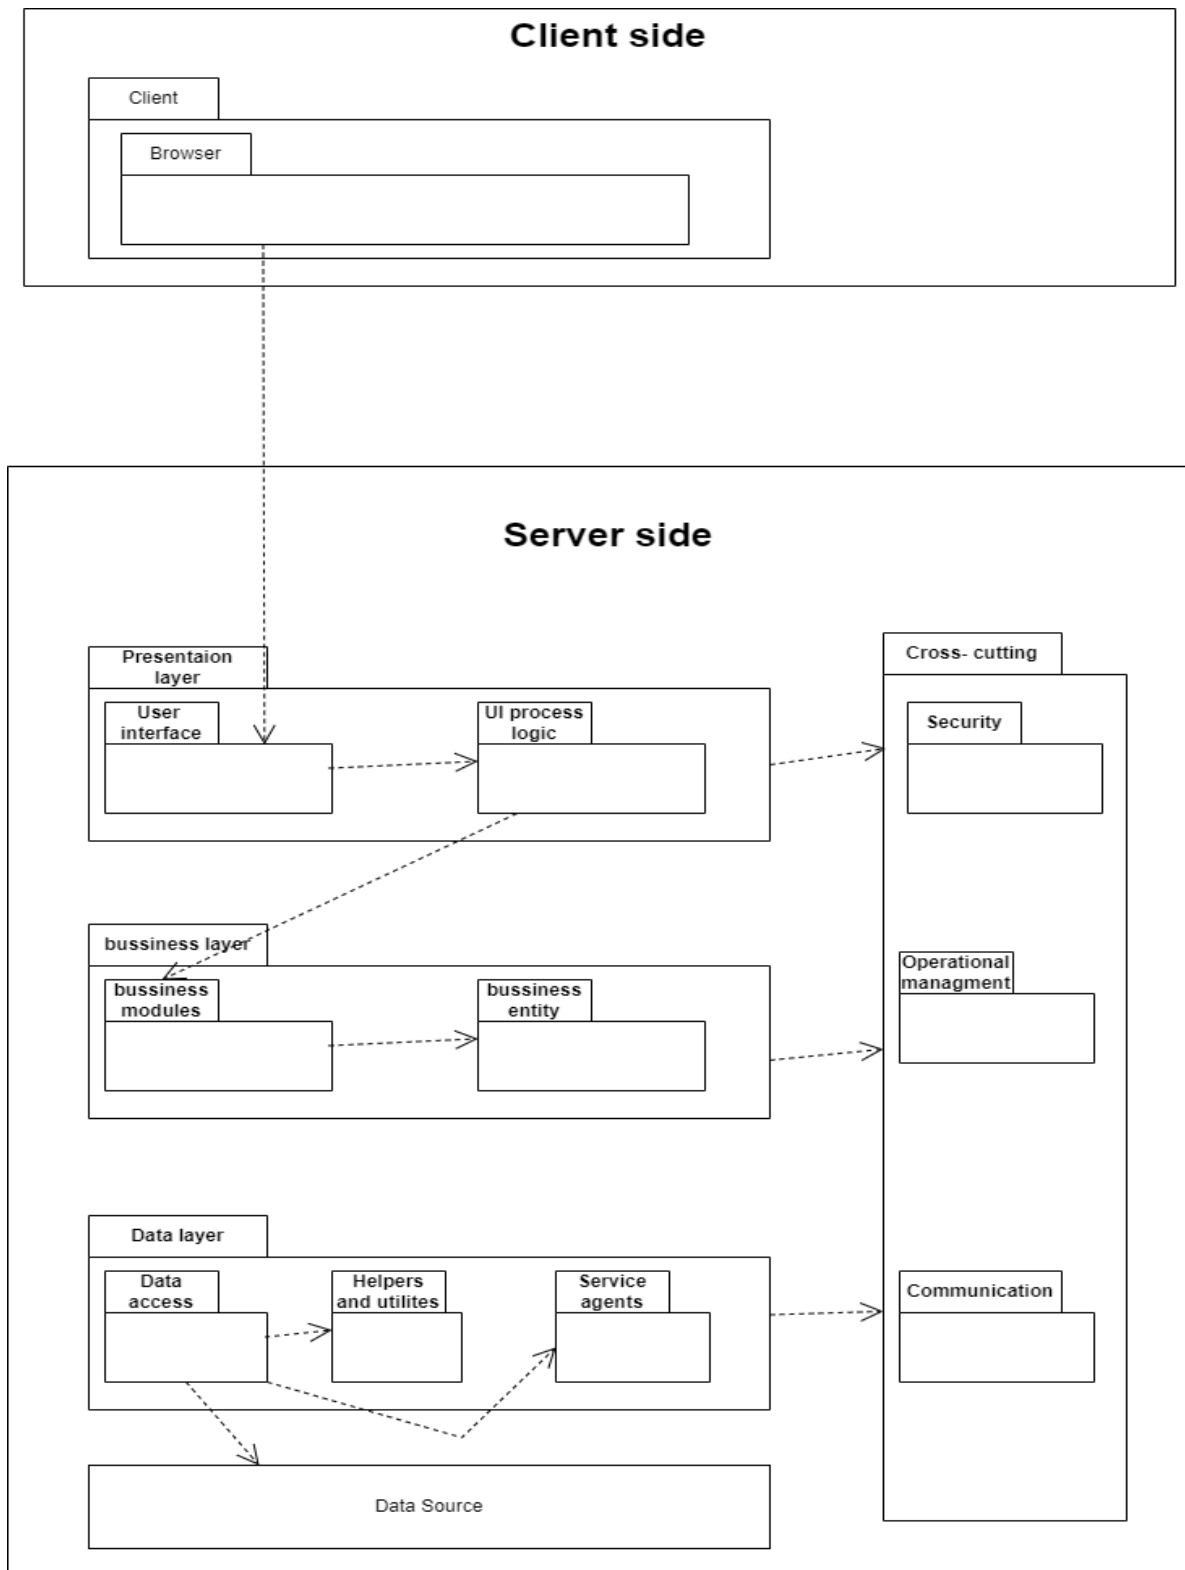 Client side
Client
Browser
Server side
Presentaion
layer
User
interface
UI process
logic
Cross- cutting
Security
bussiness layer
bussiness
modules
bussiness
entity
Operational
managment
Data layer
Data
access
Helpers
and utilites
Service
agents
Communication
Data Source